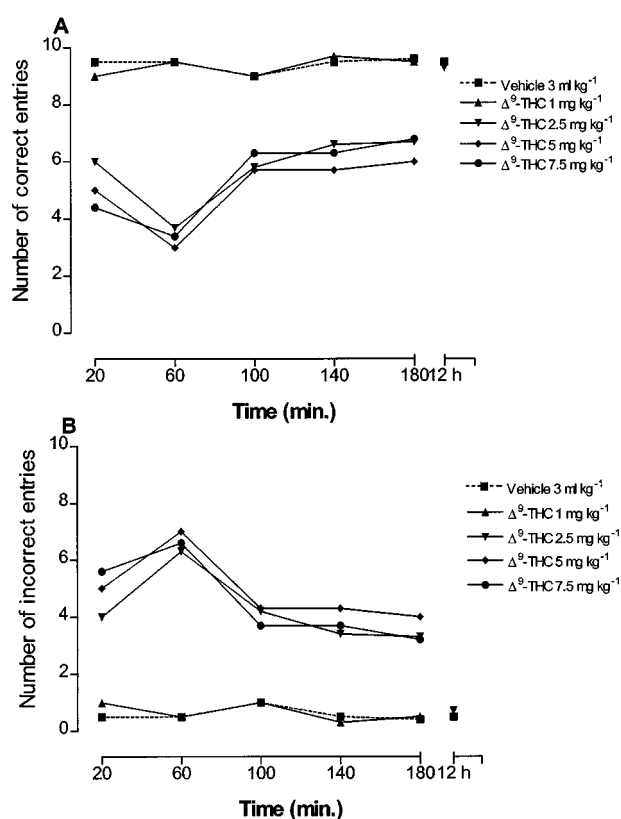 A
10
8
6
4
2
0
Number of correct entries
Vehicle 3 ml kg⁻¹
Δ⁹-THC 1 mg kg⁻¹
Δ⁹-THC 2.5 mg kg⁻¹
Δ⁹-THC 5 mg kg⁻¹
Δ⁹-THC 7.5 mg kg⁻¹
20 60 100 140 180 12 h
Time (min.)
B
10
8
6
4
2
0
Number of incorrect entries
Vehicle 3 ml kg⁻¹
Δ⁹-THC 1 mg kg⁻¹
Δ⁹-THC 2.5 mg kg⁻¹
Δ⁹-THC 5 mg kg⁻¹
Δ⁹-THC 7.5 mg kg⁻¹
20 60 100 140 180 12 h
Time (min.)